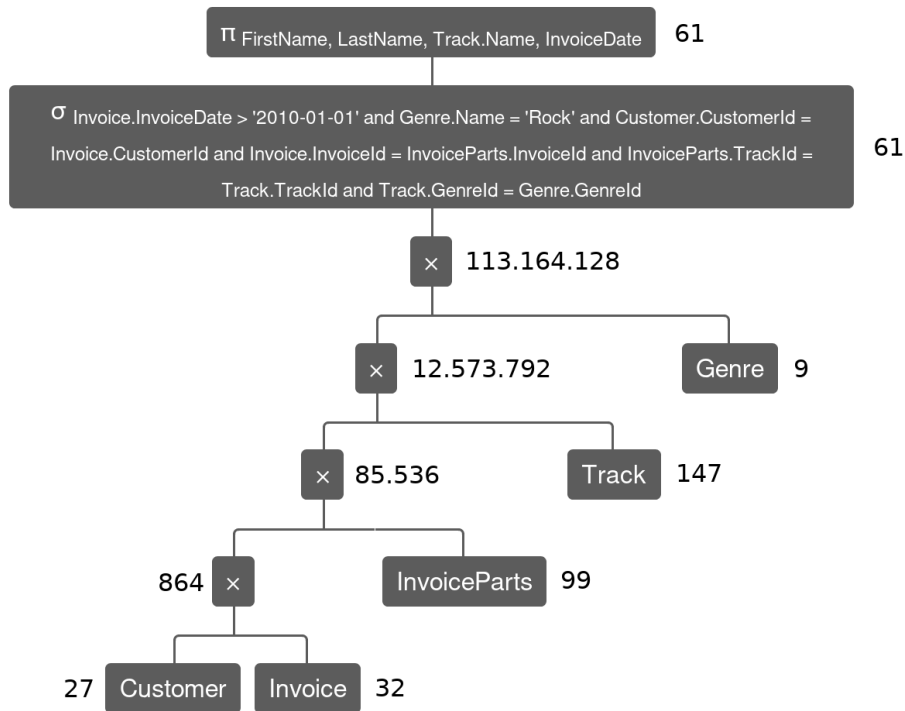 π FirstName, LastName, Track.Name, InvoiceDate 61
σ Invoice.InvoiceDate > '2010-01-01' and Genre.Name = 'Rock' and Customer.CustomerId =
Invoice.CustomerId and Invoice.InvoiceId = InvoiceParts.InvoiceId and InvoiceParts.TrackId = 61
Track.TrackId and Track.GenreId = Genre.GenreId
× 113.164.128
× 12.573.792 Genre 9
× 85.536 Track 147
864 × InvoiceParts 99
27 Customer Invoice 32